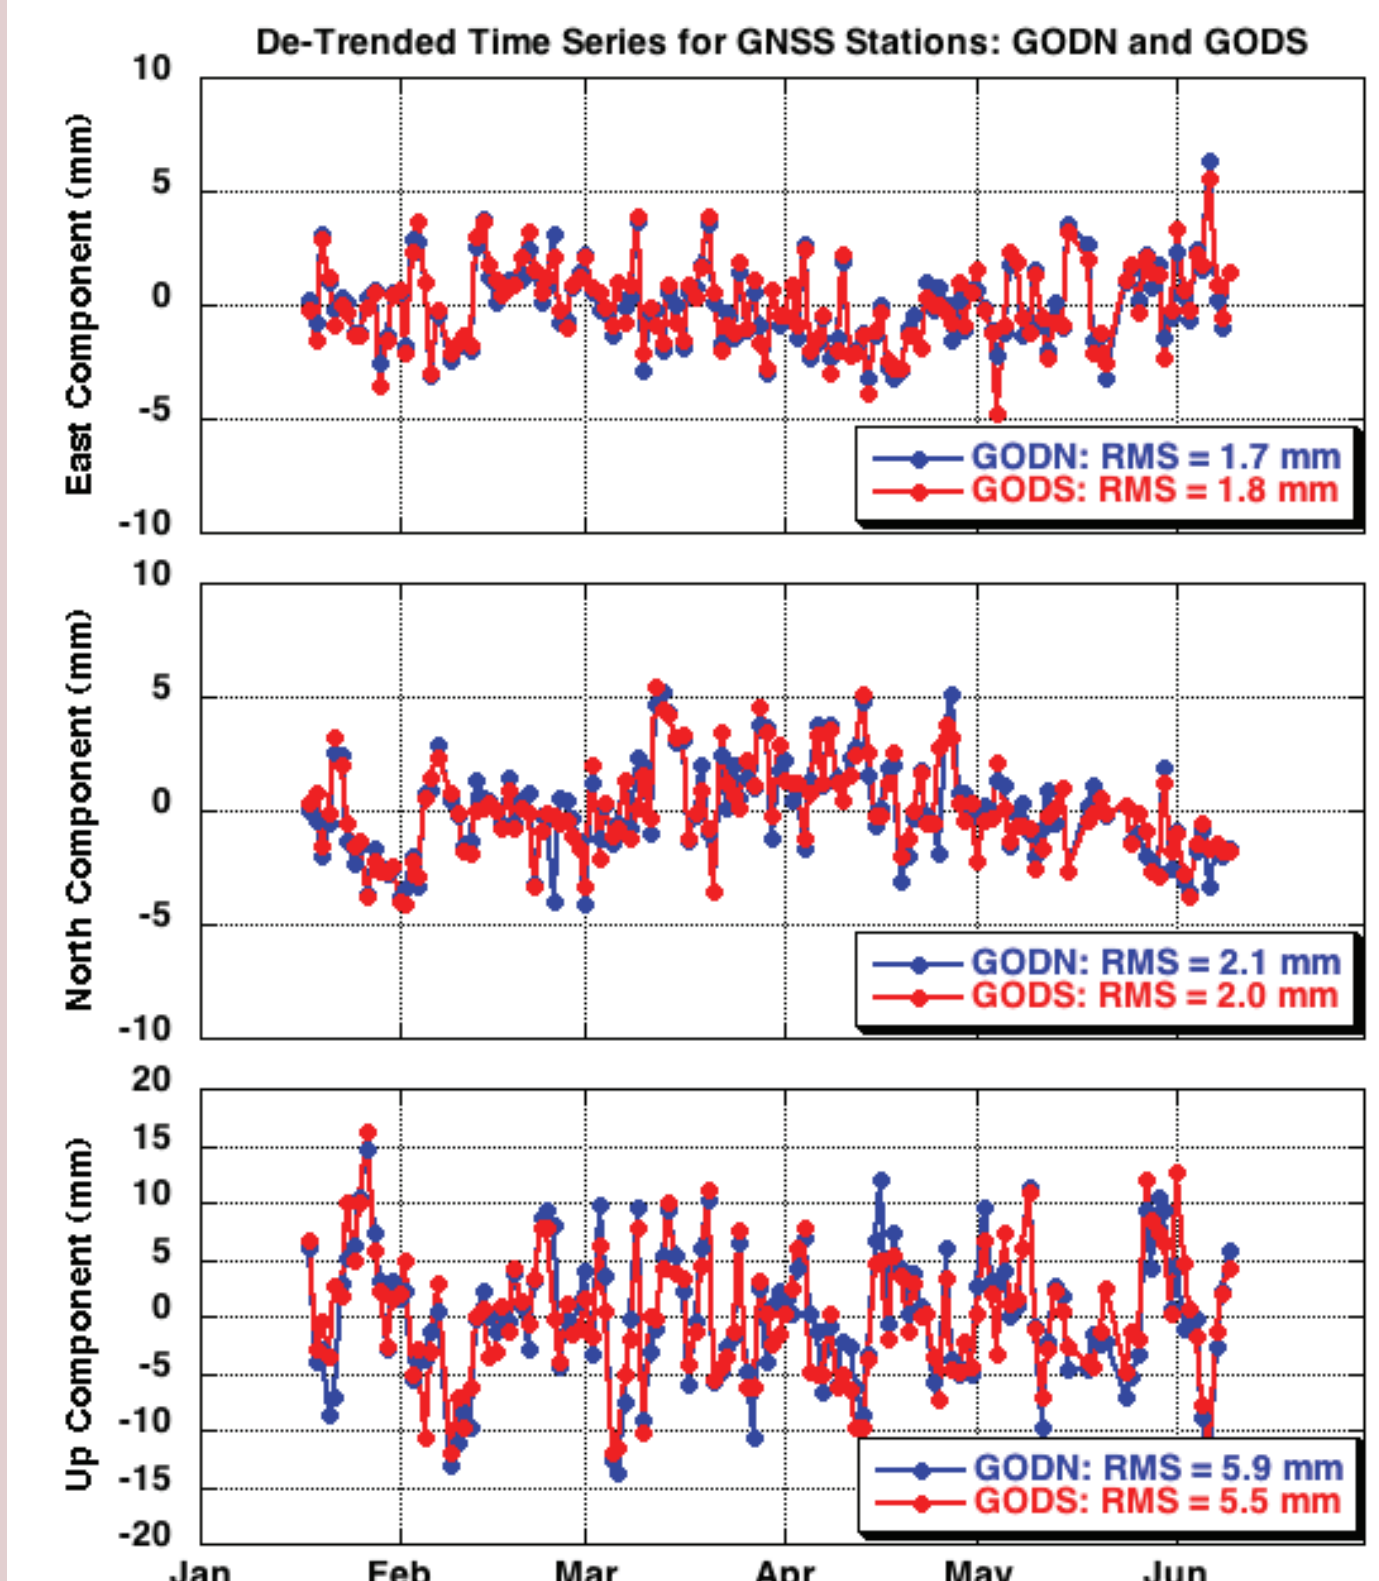 De-Trended Time Series for GNSS Stations: GODN and GODS
East Component (mm)
10
5
0
-5
-10
GODN: RMS = 1.7 mm
GODS: RMS = 1.8 mm
North Component (mm)
10
5
0
-5
-10
GODN: RMS = 2.1 mm
GODS: RMS = 2.0 mm
Up Component (mm)
20
15
10
5
0
-5
-10
-15
-20
GODN: RMS = 5.9 mm
GODS: RMS = 5.5 mm
Jan Feb Mar Apr May Jun